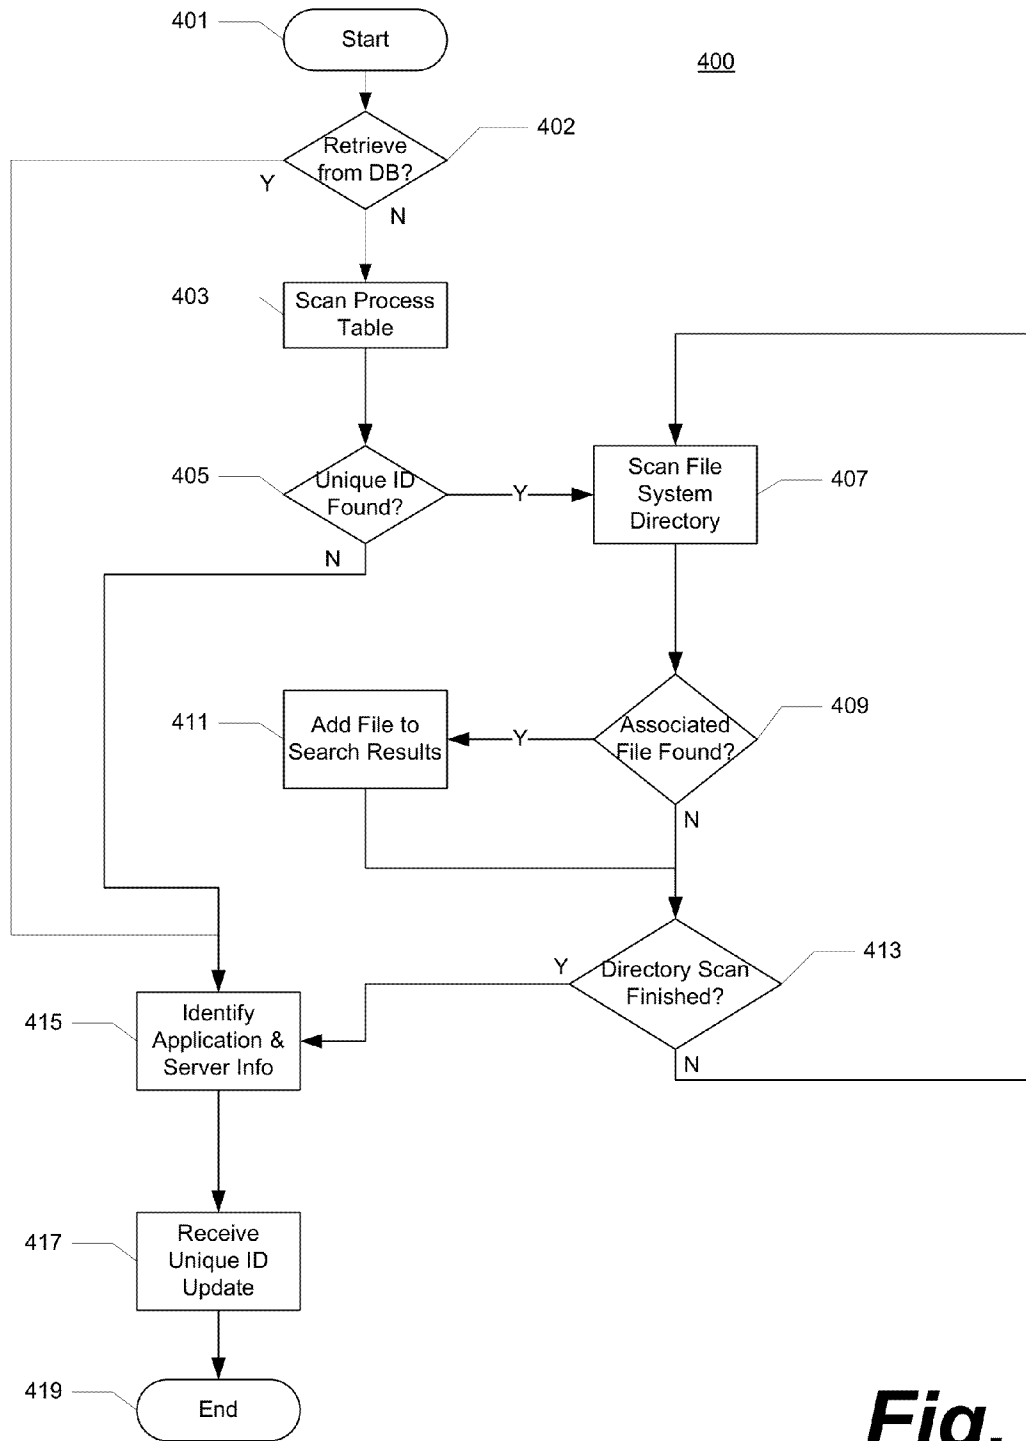 401
Start
400
402
Retrieve
from DB?
Y
N
403
Scan Process
Table
405
Unique ID
Found?
Y
N
Scan File
System
Directory
407
411
Add File to
Search Results
Y
Associated
File Found?
409
N
Y
Directory Scan
Finished?
413
N
415
Identify
Application &
Server Info
417
Receive
Unique ID
Update
419
End
Fig.